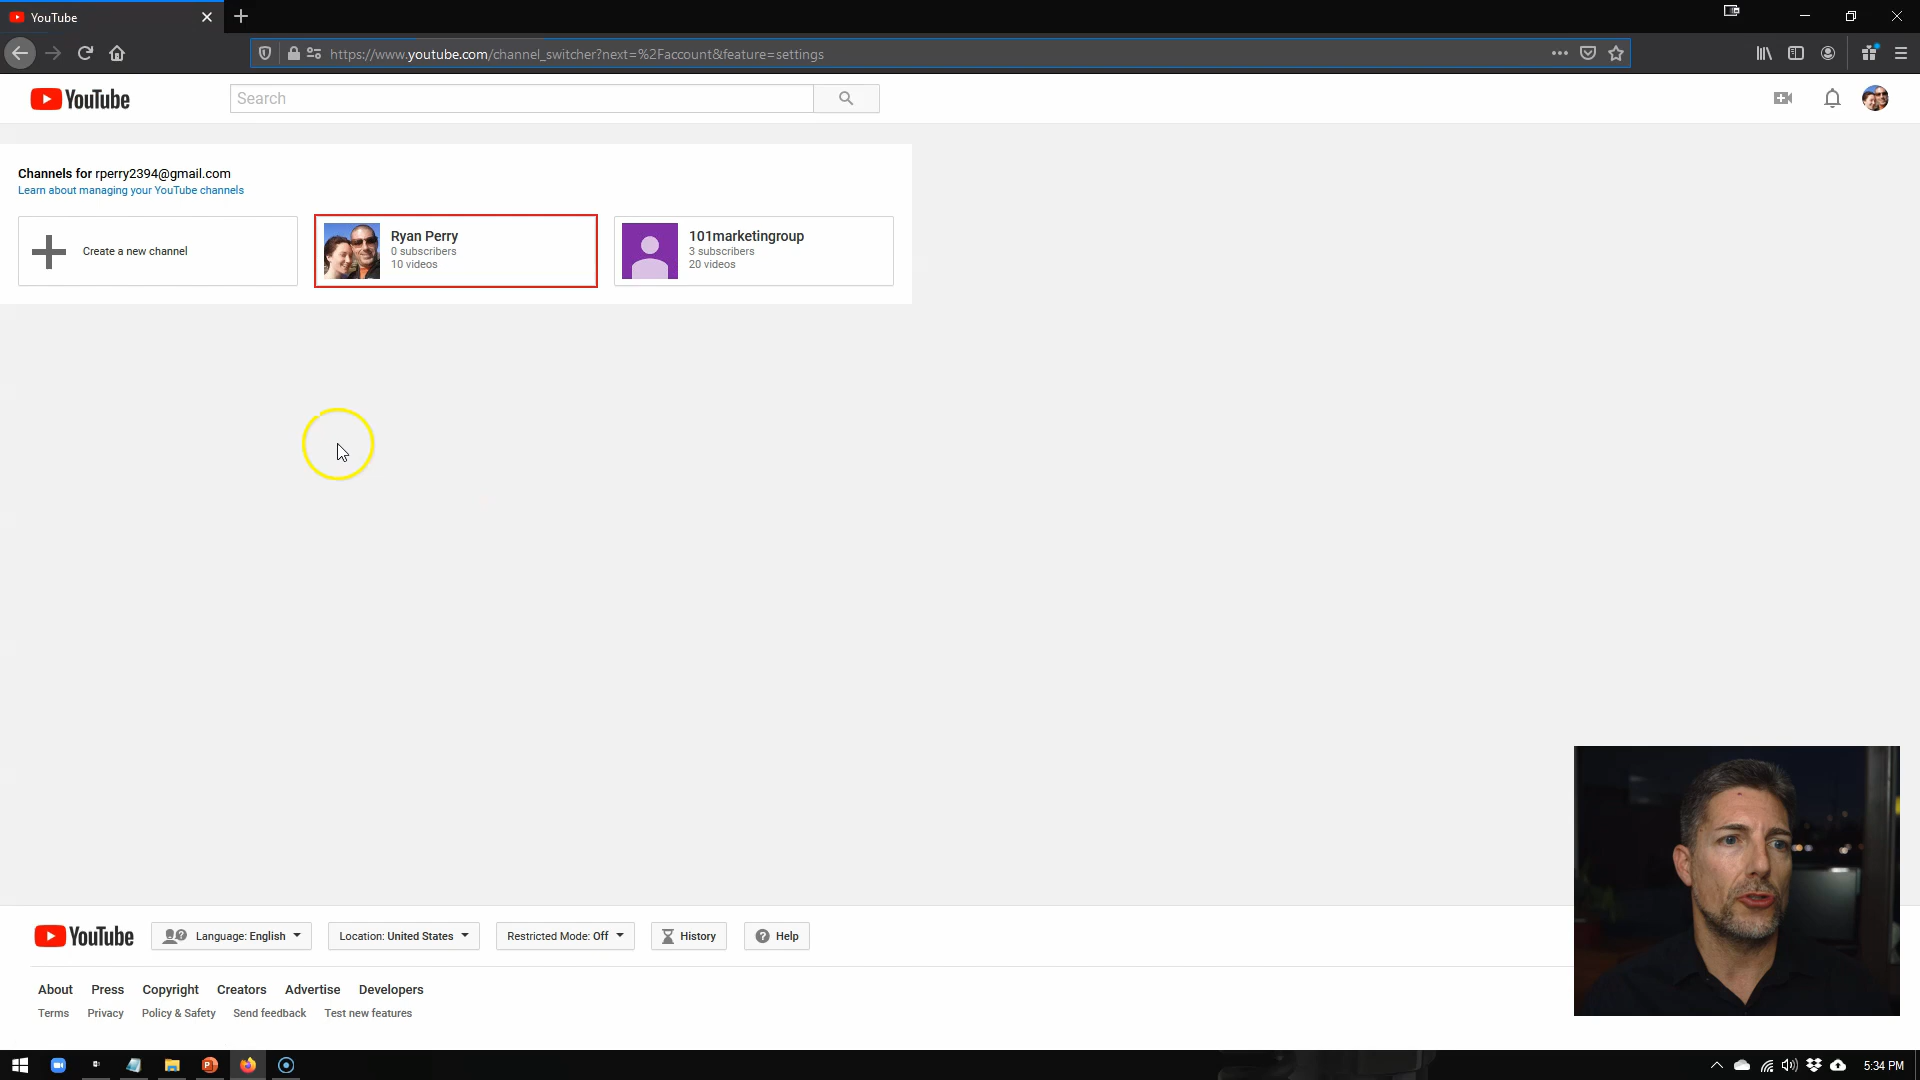 YouTube
https://www.youtube.com/channel_switcher?next=%2Faccount&feature=settings
YouTube
Search
Channels for rperry2394@gmail.com
Learn about managing your YouTube channels
Create a new channel
Ryan Perry
0 subscribers
10 videos
101marketingroup
3 subscribers
20 videos
YouTube
Language: English
Location: United States
Restricted Mode: Off
History
Help
About Press Copyright Creators Advertise Developers
Terms Privacy Policy & Safety Send feedback Test new features
5:34 PM